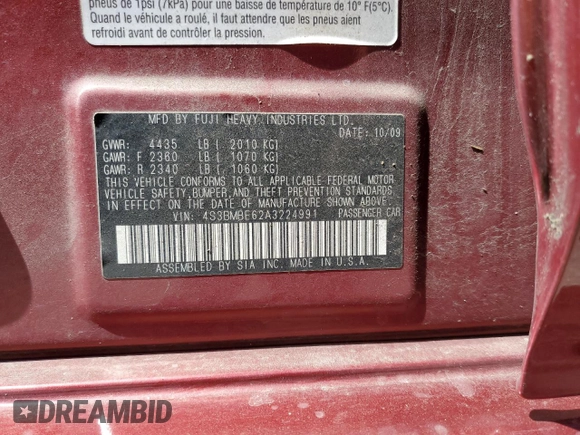 pneus de 1psi (7kPa) pour une baisse de température de 10° F(5°C).
Quand le véhicule a roulé, il faut attendre que les pneus aient
refroidi avant de contrôler la pression.
MFD BY FUJI HEAVY INDUSTRIES LTD.
DATE: 10/09
GVWR: 4435 LB ( 2010 KG)
GAWR: F 2360 LB ( 1070 KG)
GAWR: R 2340 LB ( 1060 KG)
THIS VEHICLE CONFORMS TO ALL APPLICABLE FEDERAL MOTOR
VEHICLE SAFETY,BUMPER AND THEFT PREVENTION STANDARDS
IN EFFECT ON THE DATE OF MANUFACTURE SHOWN ABOVE.
VIN: 4S3BMBE62A3224991 PASSENGER CAR
ASSEMBLED BY SIA INC. MADE IN U.S.A.
DREAMBID